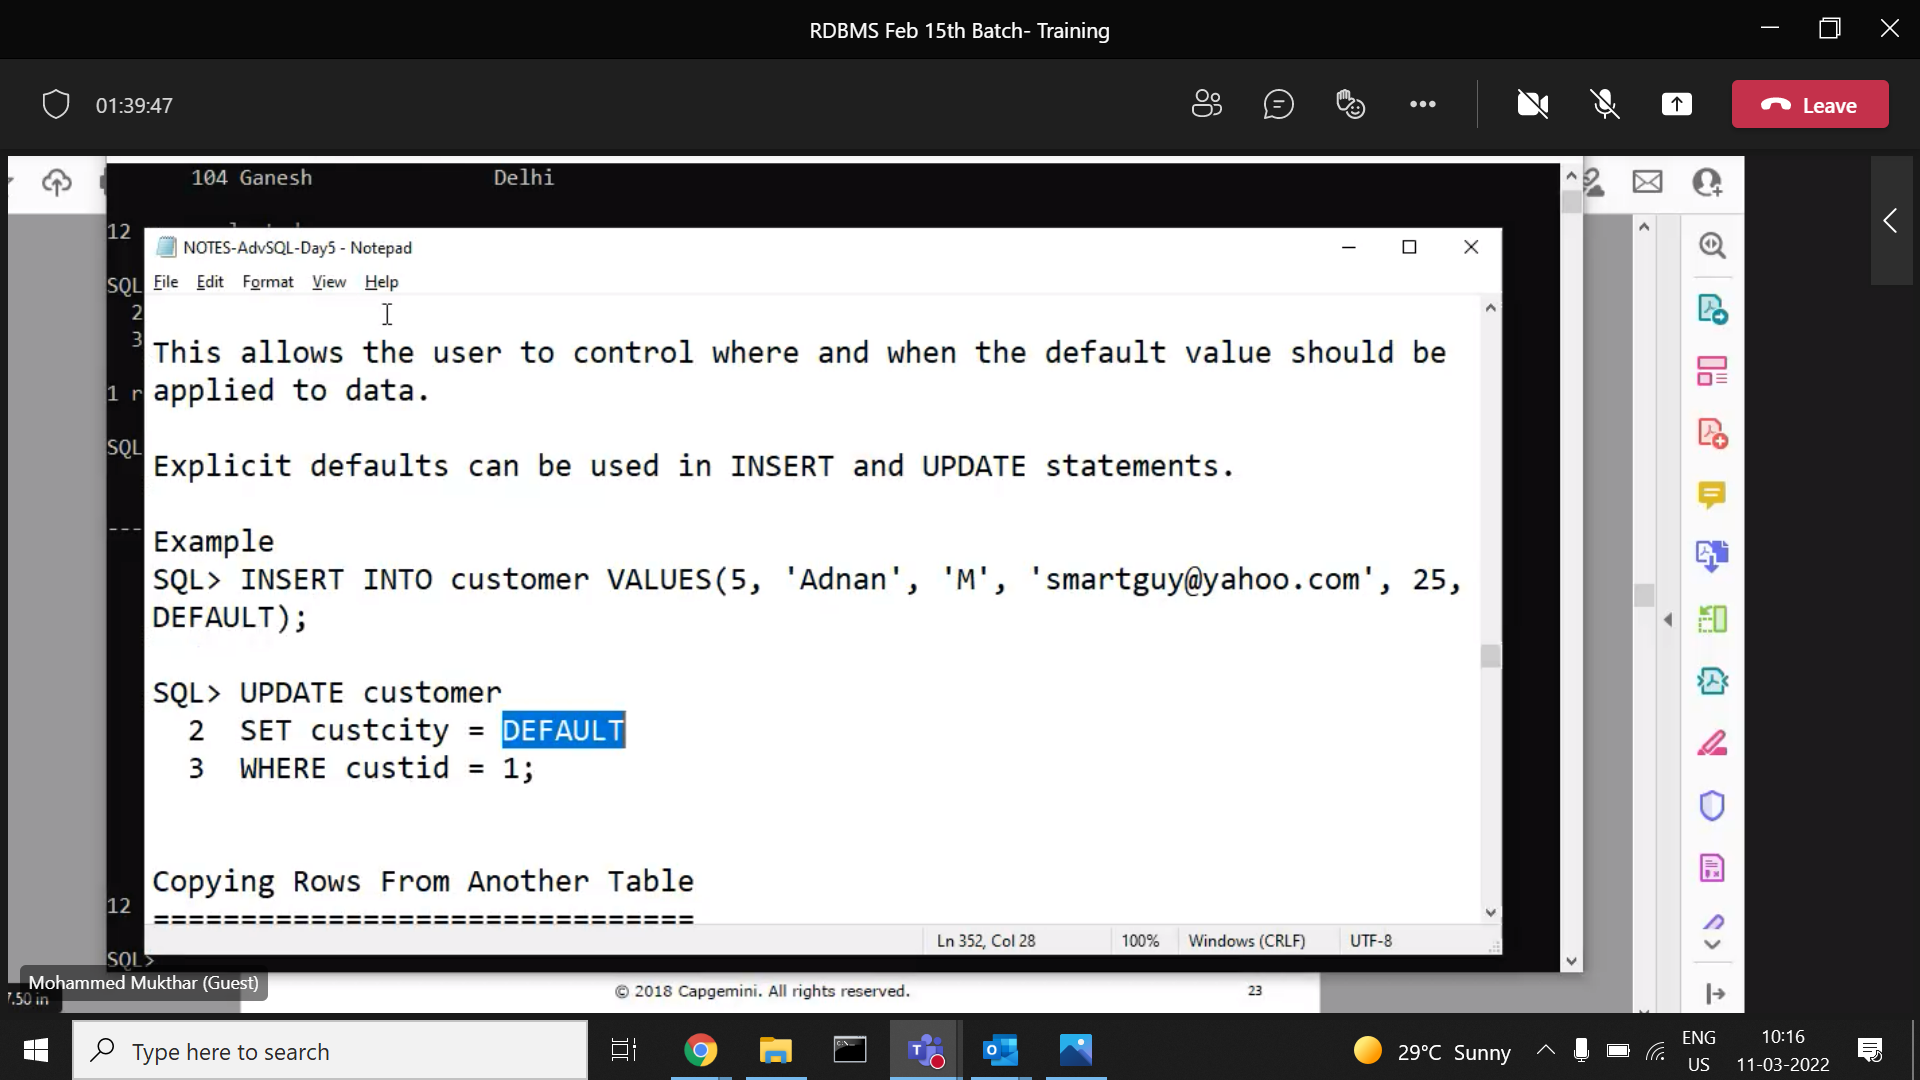 RDBMS Feb 15th Batch- Training
01:39:47
Leave
104 Ganesh Delhi
12
NOTES-AdvSQL-Day5 - Notepad
SQL
File Edit Format View Help
2
3
This allows the user to control where and when the default value should be
1 r
applied to data.
SQL
Explicit defaults can be used in INSERT and UPDATE statements.
---
Example
SQL> INSERT INTO customer VALUES(5, 'Adnan', 'M', 'smartguy@yahoo.com', 25,
DEFAULT);
SQL> UPDATE customer
2 SET custcity = DEFAULT
3 WHERE custid = 1;
Copying Rows From Another Table
12
===============================
Ln 352, Col 28 100% Windows (CRLF) UTF-8
SQL>
Mohammed Mukthar (Guest)
7.50 in
© 2018 Capgemini. All rights reserved. 23
Type here to search
29°C Sunny
ENG
US
10:16
11-03-2022